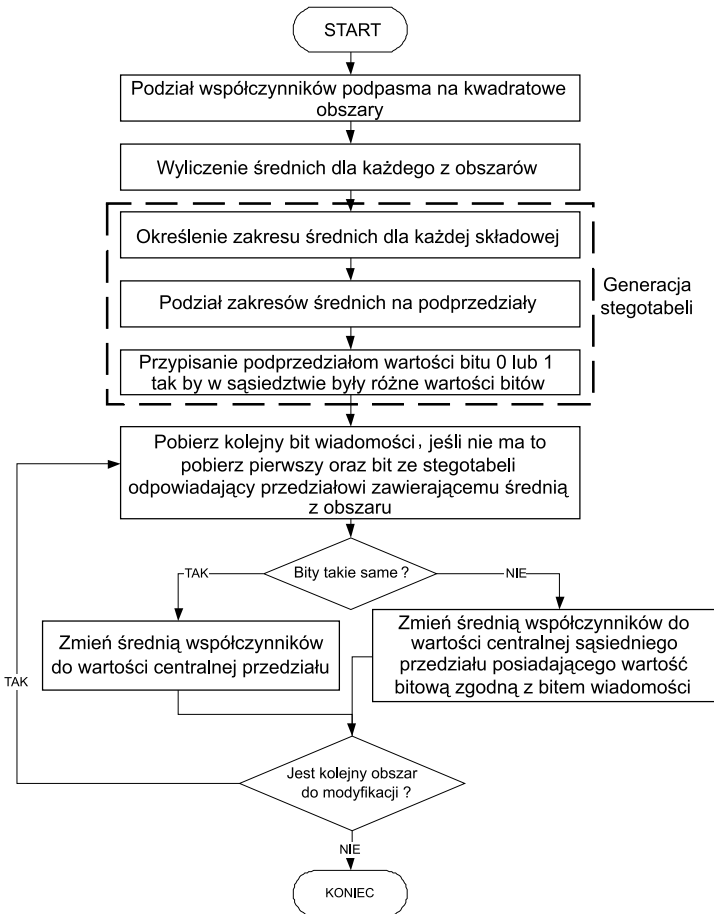 START
Podział współczynników podpasma na kwadratowe
obszary
Wyliczenie średnich dla każdego z obszarów
Określenie zakresu średnich dla każdej składowej
Podział zakresów średnich na podprzedziały
Generacja
stegotabeli
Przypisanie podprzedziałom wartości bitu 0 lub 1
tak by w sąsiedztwie były różne wartości bitów
Pobierz kolejny bit wiadomości, jeśli nie ma to
pobierz pierwszy oraz bit ze stegotabeli
odpowiadający przedziałowi zawierającemu średnią
z obszaru
Bity takie same ?
TAK
NIE
Zmień średnią współczynników
do wartości centralnej przedziału
Zmień średnią współczynników do
wartości centralnej sąsiedniego
przedziału posiadającego wartość
bitową zgodną z bitem wiadomości
TAK
Jest kolejny obszar
do modyfikacji ?
NIE
KONIEC